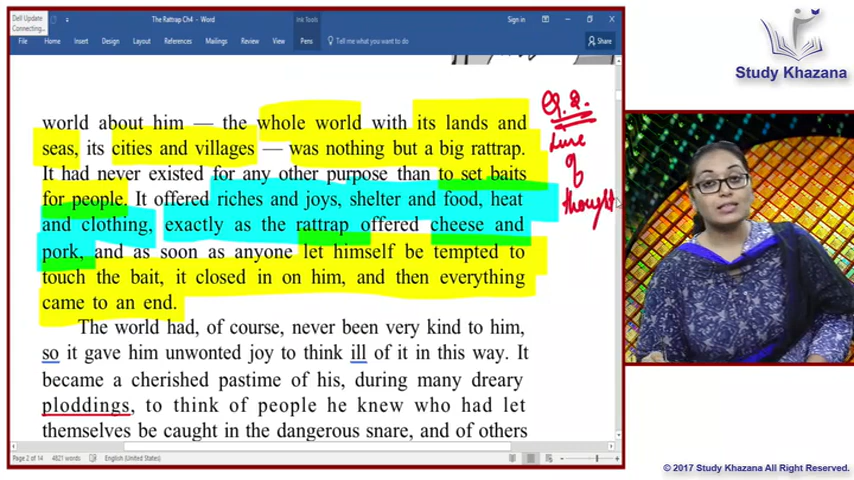 Dell Update
Connecting...
The Rattrap Ch4 - Word
Ink Tools
Sign in
File Home Insert Design Layout References Mailings Review View Pens Tell me what you want to do Share
Study Khazana
world about him — the whole world with its lands and
seas, its cities and villages — was nothing but a big rattrap.
It had never existed for any other purpose than to set baits
for people. It offered riches and joys, shelter and food, heat
and clothing, exactly as the rattrap offered cheese and
pork, and as soon as anyone let himself be tempted to
touch the bait, it closed in on him, and then everything
came to an end.
The world had, of course, never been very kind to him,
so it gave him unwonted joy to think ill of it in this way. It
became a cherished pastime of his, during many dreary
ploddings, to think of people he knew who had let
themselves be caught in the dangerous snare, and of others
Q.2.
Line
of
thought
Page 2 of 14 4821 words English (United States) 100%
© 2017 Study Khazana All Right Reserved.